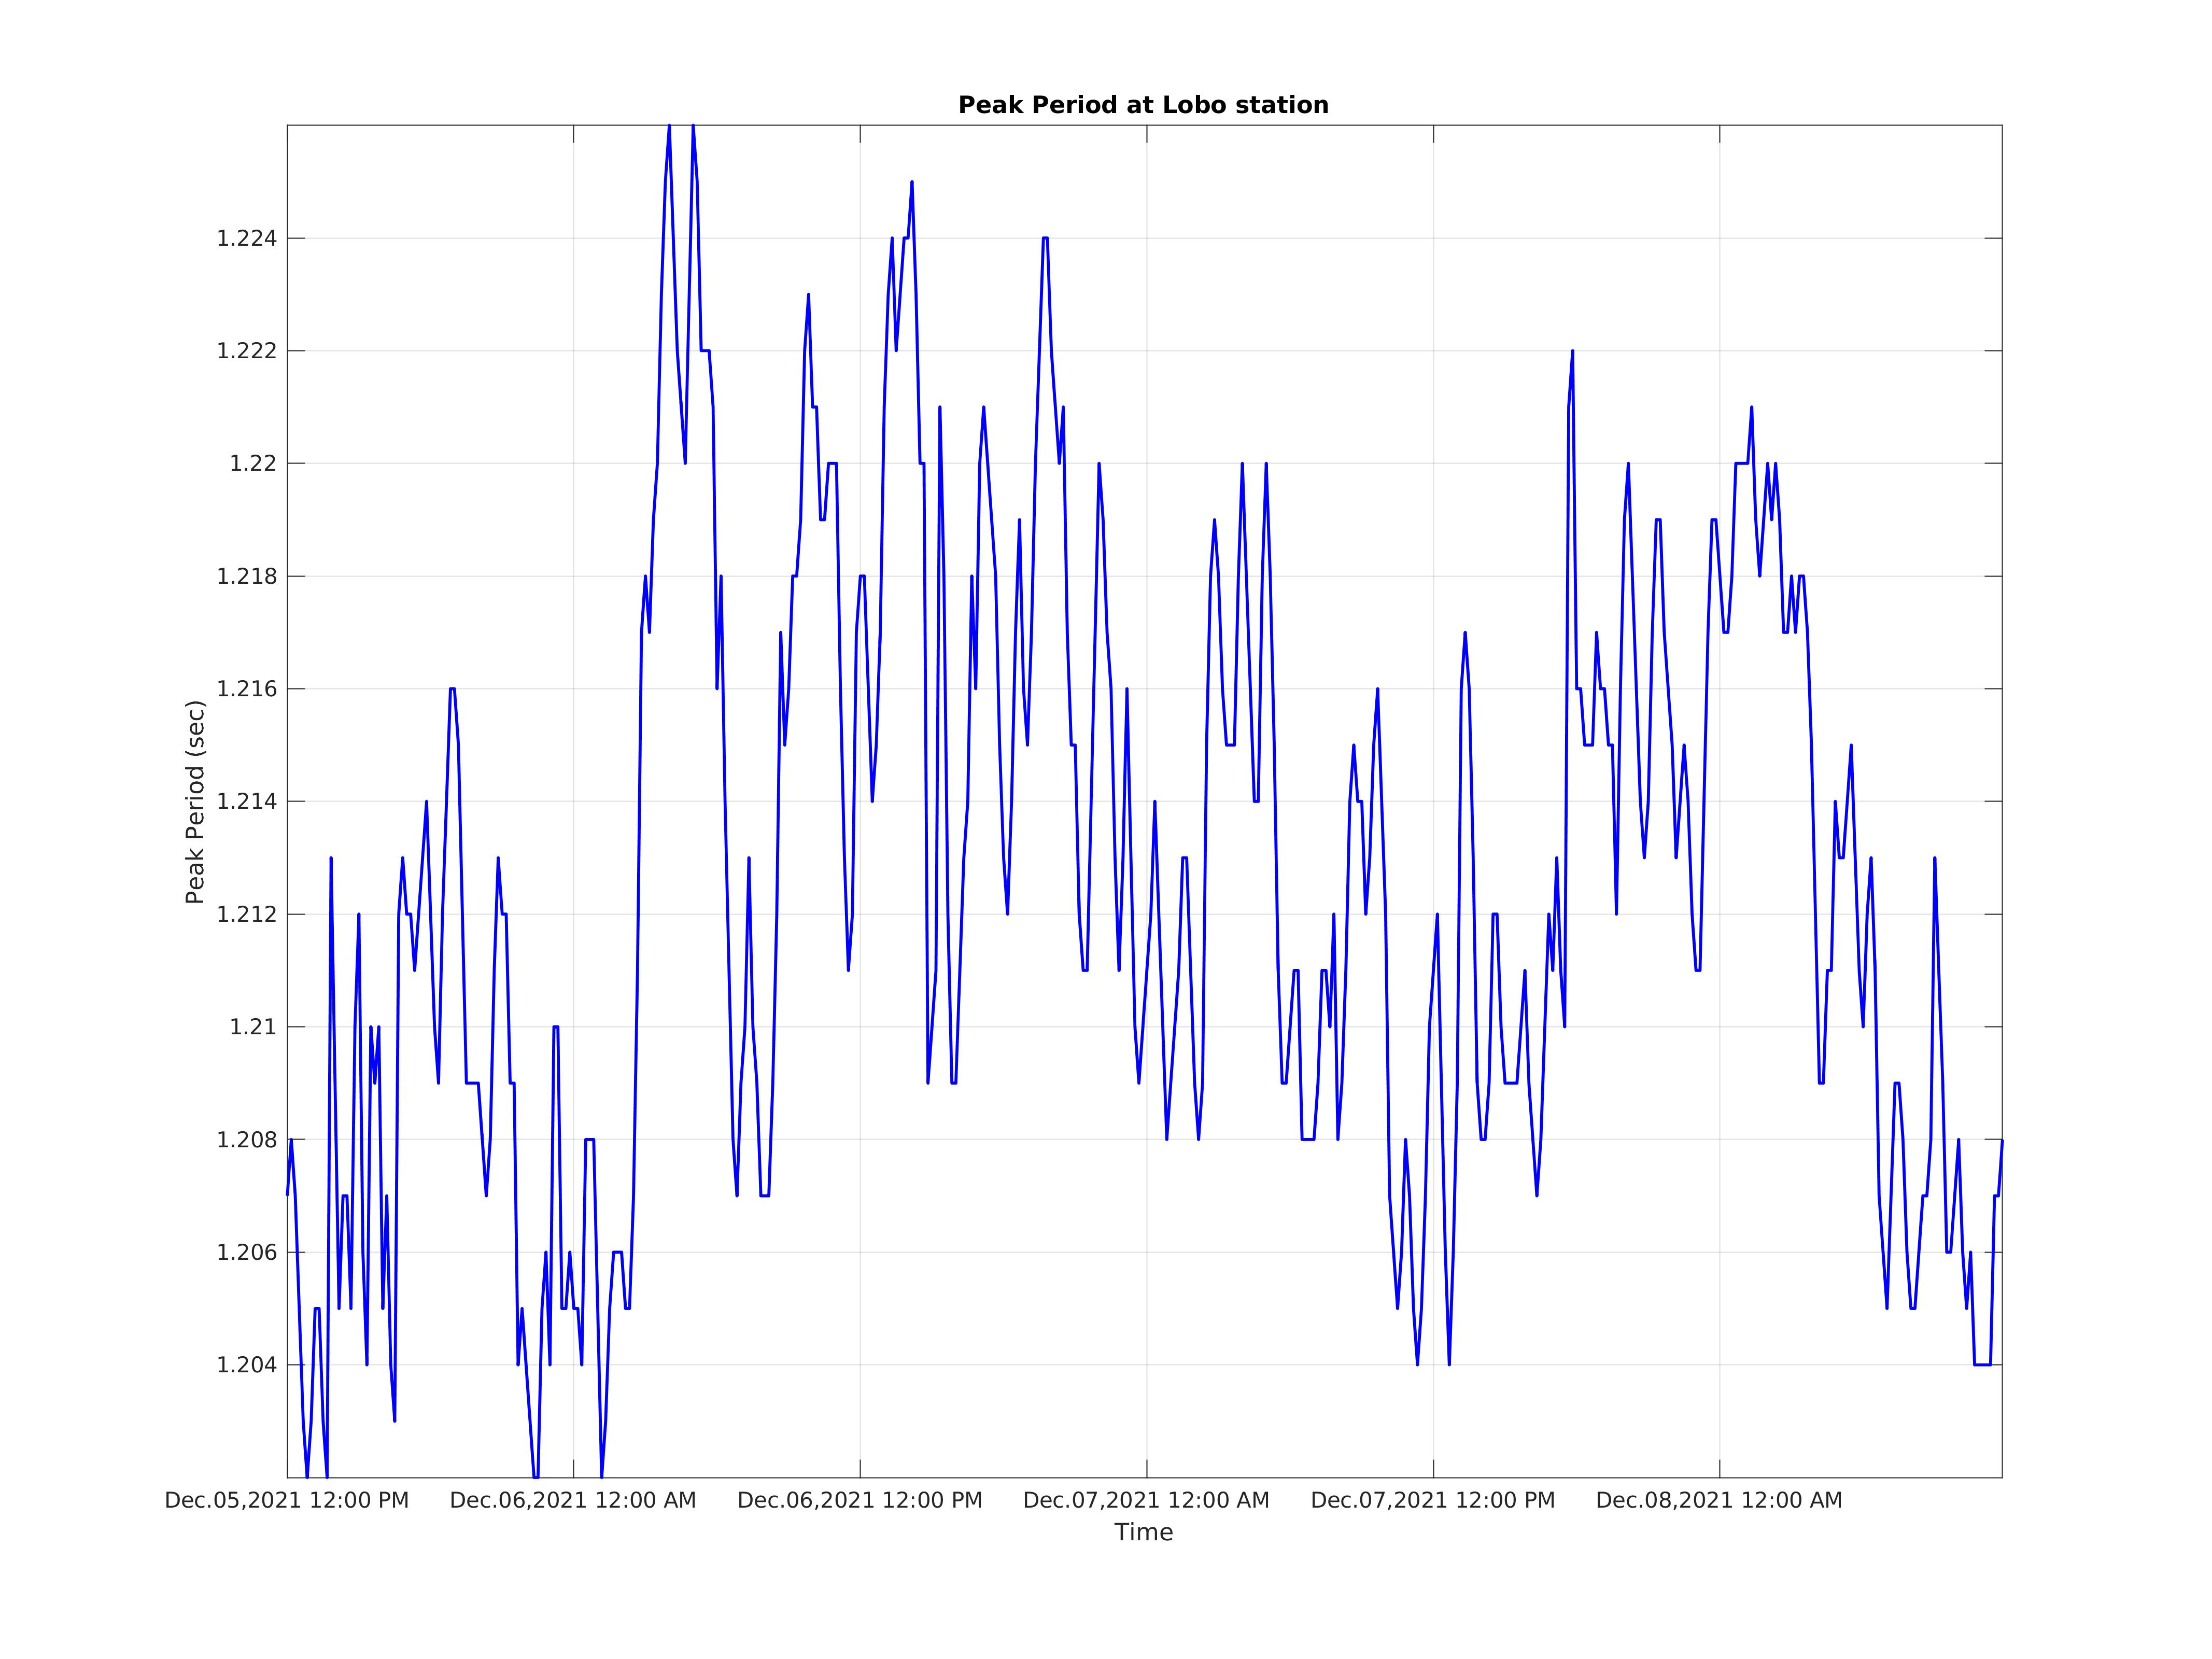 Peak Period at Lobo station
1.224
1.222
1.22
1.218
1.216
1.214
1.212
1.21
1.208
1.206
1.204
Peak Period (sec)
Dec.05,2021 12:00 PM Dec.06,2021 12:00 AM Dec.06,2021 12:00 PM Dec.07,2021 12:00 AM Dec.07,2021 12:00 PM Dec.08,2021 12:00 AM
Time